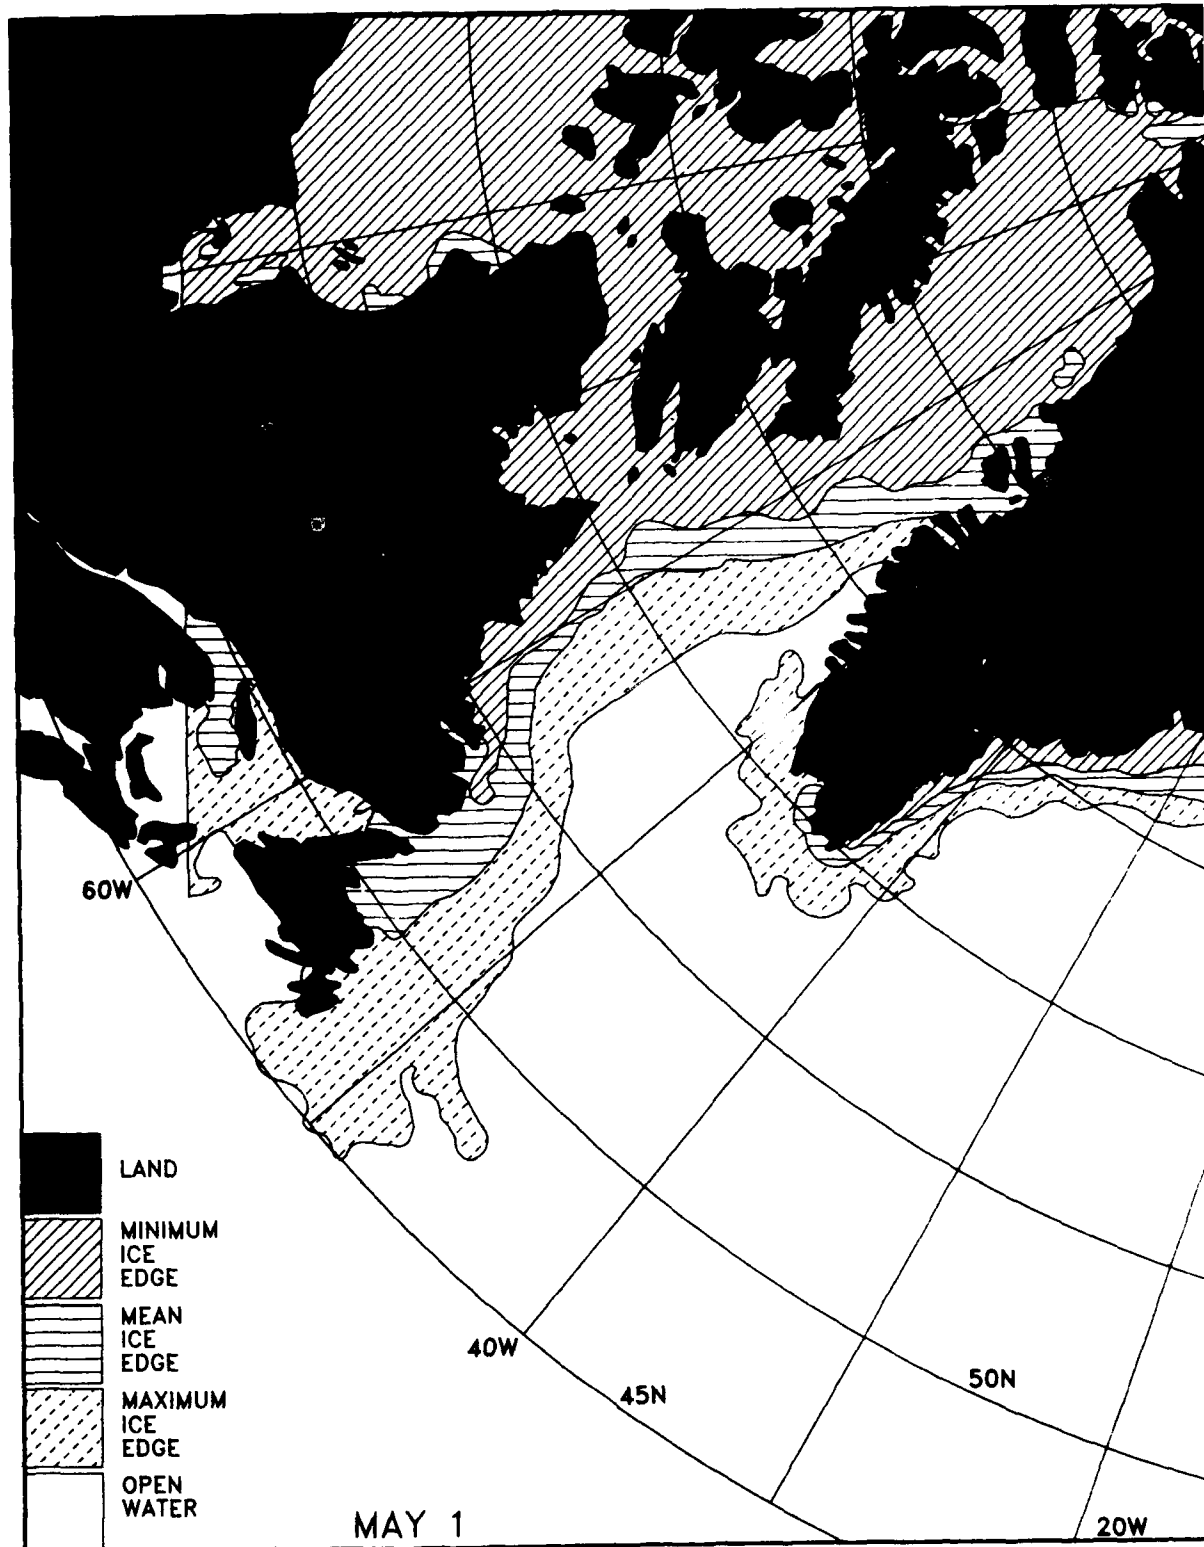 60W
LAND
MINIMUM
ICE
EDGE
MEAN
ICE
EDGE
MAXIMUM
ICE
EDGE
OPEN
WATER
40W
45N
50N
20W
MAY 1